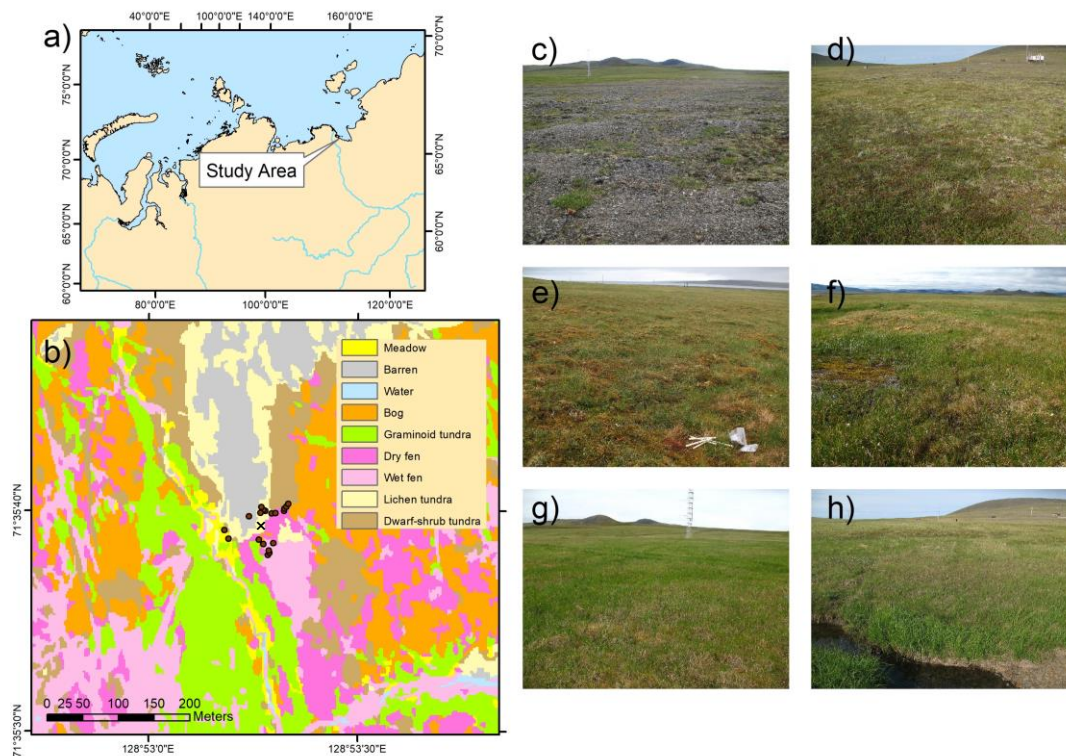 a)
40°0'0"E 100°0'0"E 140°0'0"E 160°0'0"E
75°0'0"N
70°0'0"N
65°0'0"N
60°0'0"N
70°0'0"N
65°0'0"N
60°0'0"N
Study Area
80°0'0"E 100°0'0"E 120°0'0"E
b)
Meadow
Barren
Water
Bog
Graminoid tundra
Dry fen
Wet fen
Lichen tundra
Dwarf-shrub tundra
71°35'40"N
71°35'30"N
0 25 50 100 150 200
Meters
128°53'0"E 128°53'30"E
c)
d)
e)
f)
g)
h)